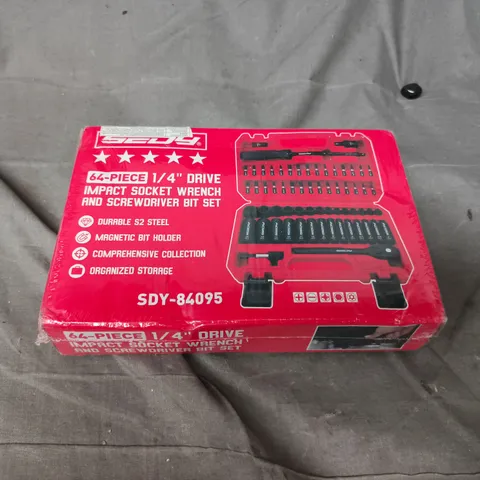 SEDY
64-PIECE 1/4" DRIVE
IMPACT SOCKET WRENCH
AND SCREWDRIVER BIT SET
DURABLE S2 STEEL
MAGNETIC BIT HOLDER
COMPREHENSIVE COLLECTION
ORGANIZED STORAGE
SDY-84095
64-PIECE 1/4" DRIVE
IMPACT SOCKET WRENCH
AND SCREWDRIVER BIT SET